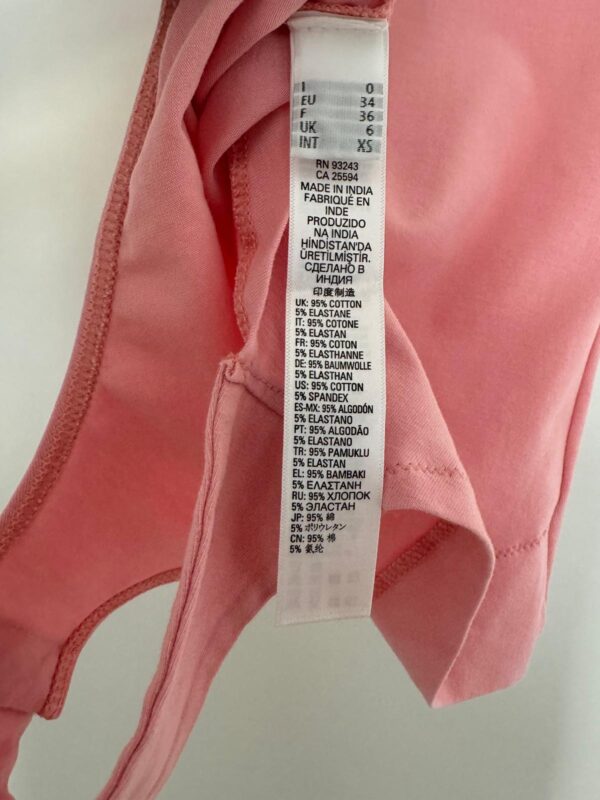 I 0
EU 34
F 36
UK 6
INT XS
RN 93243
CA 25594
MADE IN INDIA
FABRIQUÉ EN
INDE
PRODUZIDO
NA INDIA
HİNDİSTAN'DA
ÜRETİLMİŞTİR.
СДЕЛАНО В
ИНДИЯ
印度制造
UK: 95% COTTON
5% ELASTANE
IT: 95% COTONE
5% ELASTAN
FR: 95% COTON
5% ELASTHANNE
DE: 95% BAUMWOLLE
5% ELASTHAN
US: 95% COTTON
5% SPANDEX
ES-MX: 95% ALGODÓN
5% ELASTANO
PT: 95% ALGODÃO
5% ELASTANO
TR: 95% PAMUKLU
5% ELASTAN
EL: 95% BAMBAKI
5% ΕΛΑΣΤΑΝΗ
RU: 95% ХЛОПОК
5% ЭЛАСТАН
JP: 95% 綿
5% ポリウレタン
CN: 95% 棉
5% 氨纶